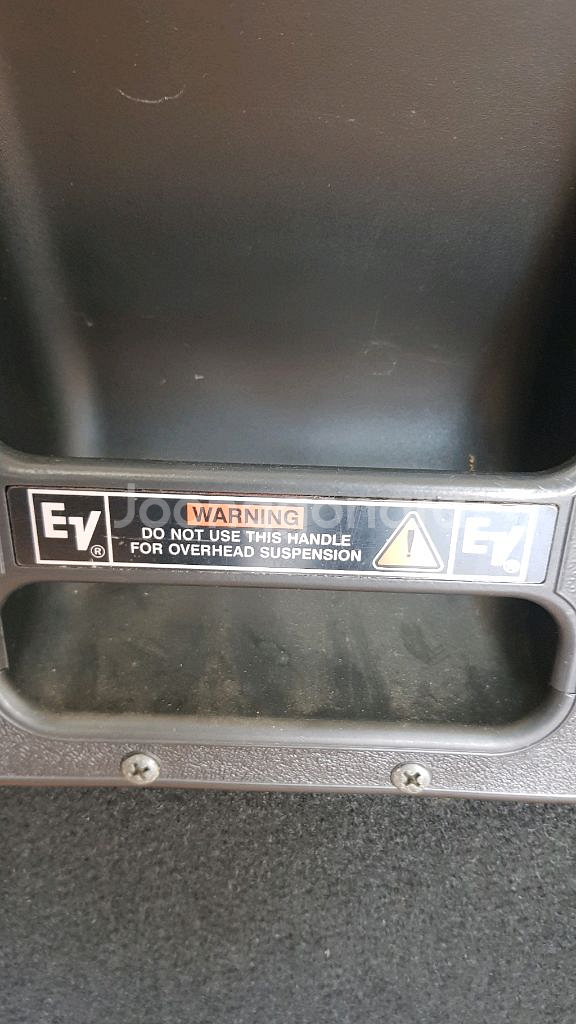 EV®
WARNING
DO NOT USE THIS HANDLE
FOR OVERHEAD SUSPENSION
EV®